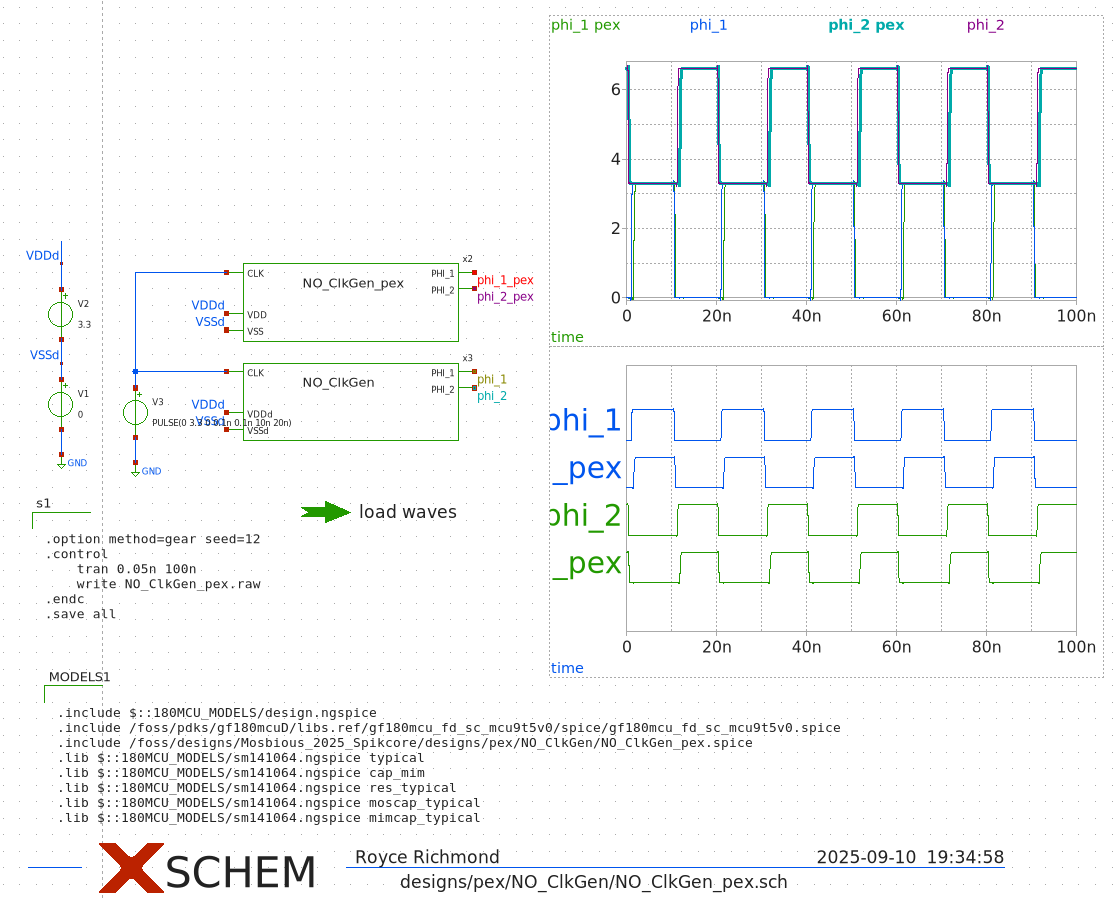 phi_1 pex phi_1 phi_2 pex phi_2
6
4
2
0
0 20n 40n 60n 80n 100n
time
phi_1
_pex
phi_2
_pex
0 20n 40n 60n 80n 100n
time
VDDd
+
V2
3.3
VSSd
+
V1
0
GND
+
V3
PULSE(0 3.3 0 0.1n 0.1n 10n 20n)
GND
x2
CLK NO_ClkGen_pex PHI_1
PHI_2
phi_1_pex
phi_2_pex
VDDd
VSSd
VDD
VSS
x3
CLK NO_ClkGen PHI_1
PHI_2
phi_1
phi_2
VDDd
VSSd
VDDd
VSSd
s1
load waves
.option method=gear seed=12
.control
tran 0.05n 100n
write NO_ClkGen_pex.raw
.endc
.save all
MODELS1
.include $::180MCU_MODELS/design.ngspice
.include /foss/pdks/gf180mcuD/libs.ref/gf180mcu_fd_sc_mcu9t5v0/spice/gf180mcu_fd_sc_mcu9t5v0.spice
.include /foss/designs/Mosbious_2025_Spikcore/designs/pex/NO_ClkGen/NO_ClkGen_pex.spice
.lib $::180MCU_MODELS/sm141064.ngspice typical
.lib $::180MCU_MODELS/sm141064.ngspice cap_mim
.lib $::180MCU_MODELS/sm141064.ngspice res_typical
.lib $::180MCU_MODELS/sm141064.ngspice moscap_typical
.lib $::180MCU_MODELS/sm141064.ngspice mimcap_typical
XSCHEM
Royce Richmond 2025-09-10 19:34:58
designs/pex/NO_ClkGen/NO_ClkGen_pex.sch